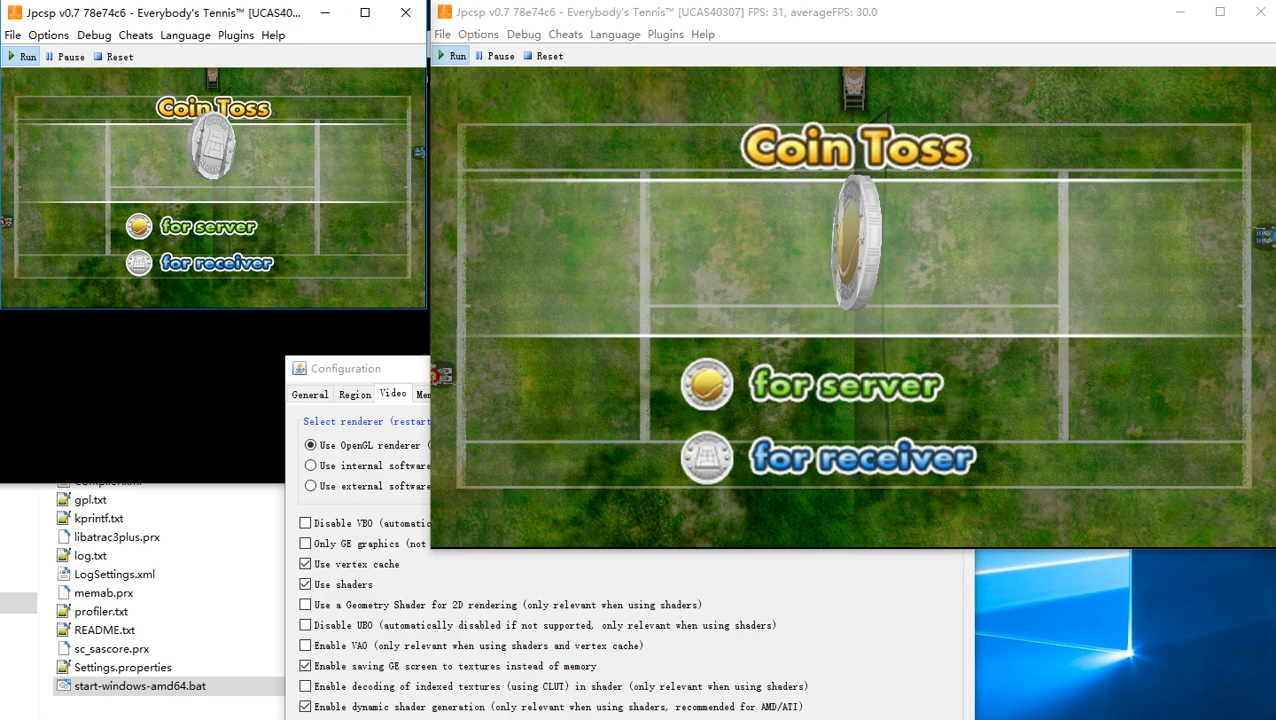 Jpcsp v0.7 78e74c6 - Everybody's Tennis™ [UCAS40...
File Options Debug Cheats Language Plugins Help
Run Pause Reset
Coin Toss
for server
for receiver
Jpcsp v0.7 78e74c6 - Everybody's Tennis™ [UCAS40307] FPS: 31, averageFPS: 30.0
File Options Debug Cheats Language Plugins Help
Run Pause Reset
Coin Toss
for server
for receiver
Configuration
General Region Video
Select renderer (restart
Use OpenGL renderer (
Use internal software
Use external software
Disable VBO (automatic
Only GE graphics (not
Use vertex cache
Use shaders
Use a Geometry Shader for 2D rendering (only relevant when using shaders)
Disable UBO (automatically disabled if not supported, only relevant when using shaders)
Enable VAO (only relevant when using shaders and vertex cache)
Enable saving GE screen to textures instead of memory
Enable decoding of indexed textures (using CLUT) in shader (only relevant when using shaders)
Enable dynamic shader generation (only relevant when using shaders, recommended for AMD/ATI)
gpl.txt
kprintf.txt
libatrac3plus.prx
log.txt
LogSettings.xml
memab.prx
profiler.txt
README.txt
sc_sascore.prx
Settings.properties
start-windows-amd64.bat